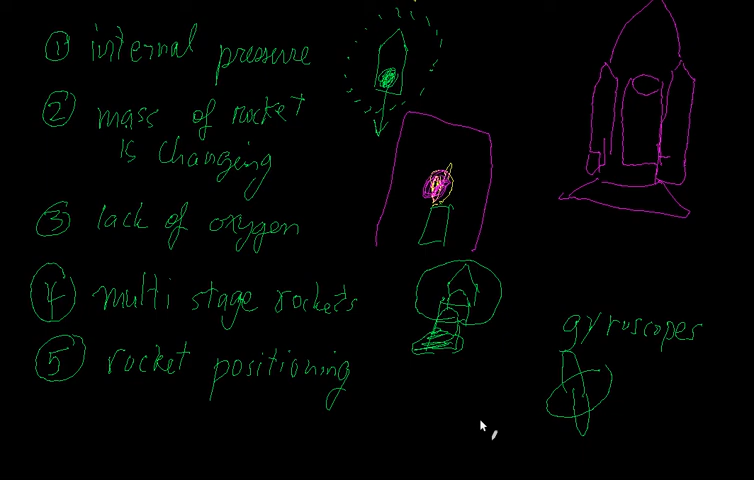 1 internal pressure
2 mass of rocket
is changing
3 lack of oxygen
4 multi stage rockets
5 rocket positioning
gyroscopes